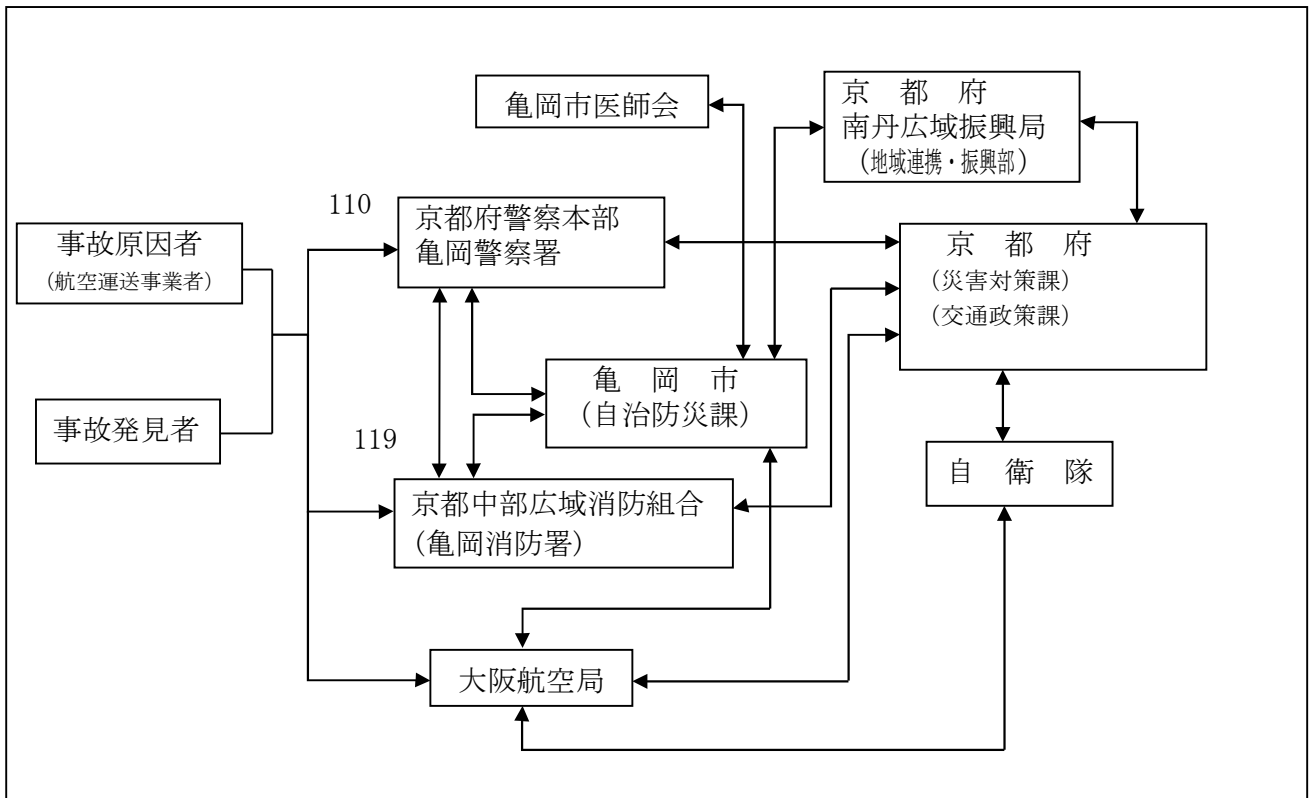 亀岡市医師会
京　都　府
南丹広域振興局
（地域連携・振興部）
110
京都府警察本部
亀岡警察署
事故原因者
（航空運送事業者）
京　都　府
（災害対策課）
（交通政策課）
亀　岡　市
（自治防災課）
事故発見者
119
自　衛　隊
京都中部広域消防組合
（亀岡消防署）
大阪航空局